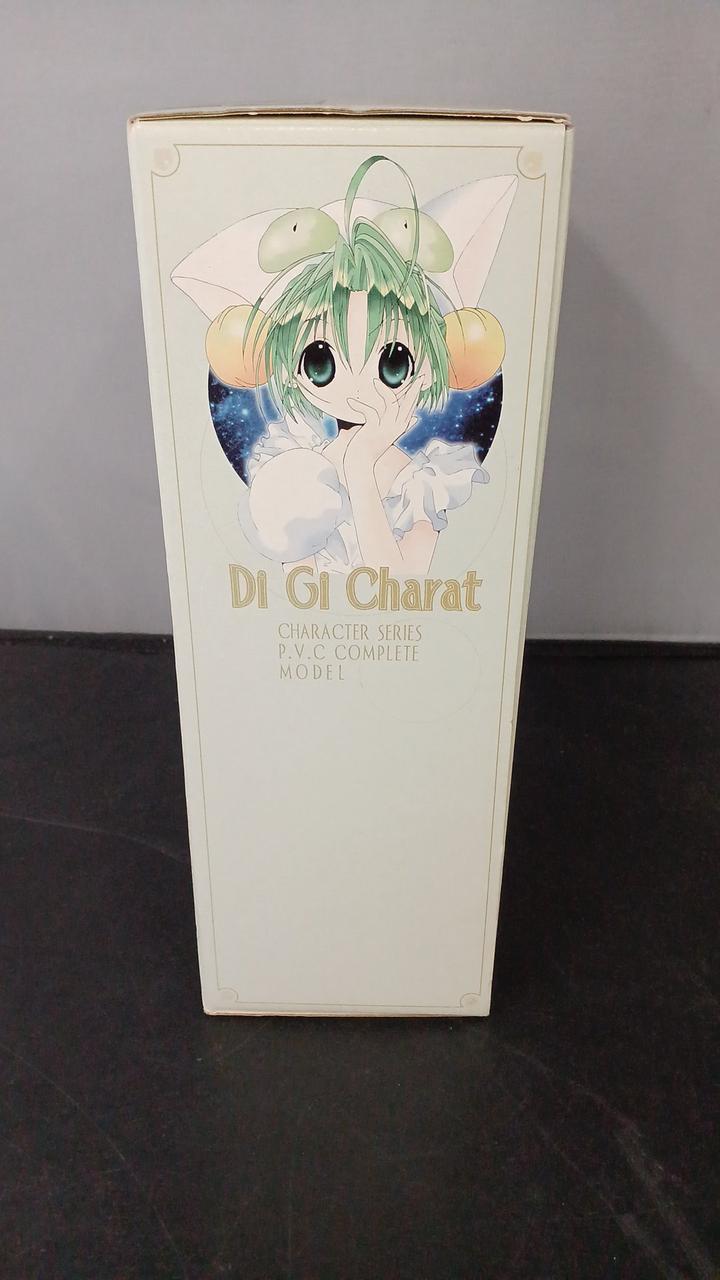 Di Gi Charat
CHARACTER SERIES
P.V.C COMPLETE
MODEL